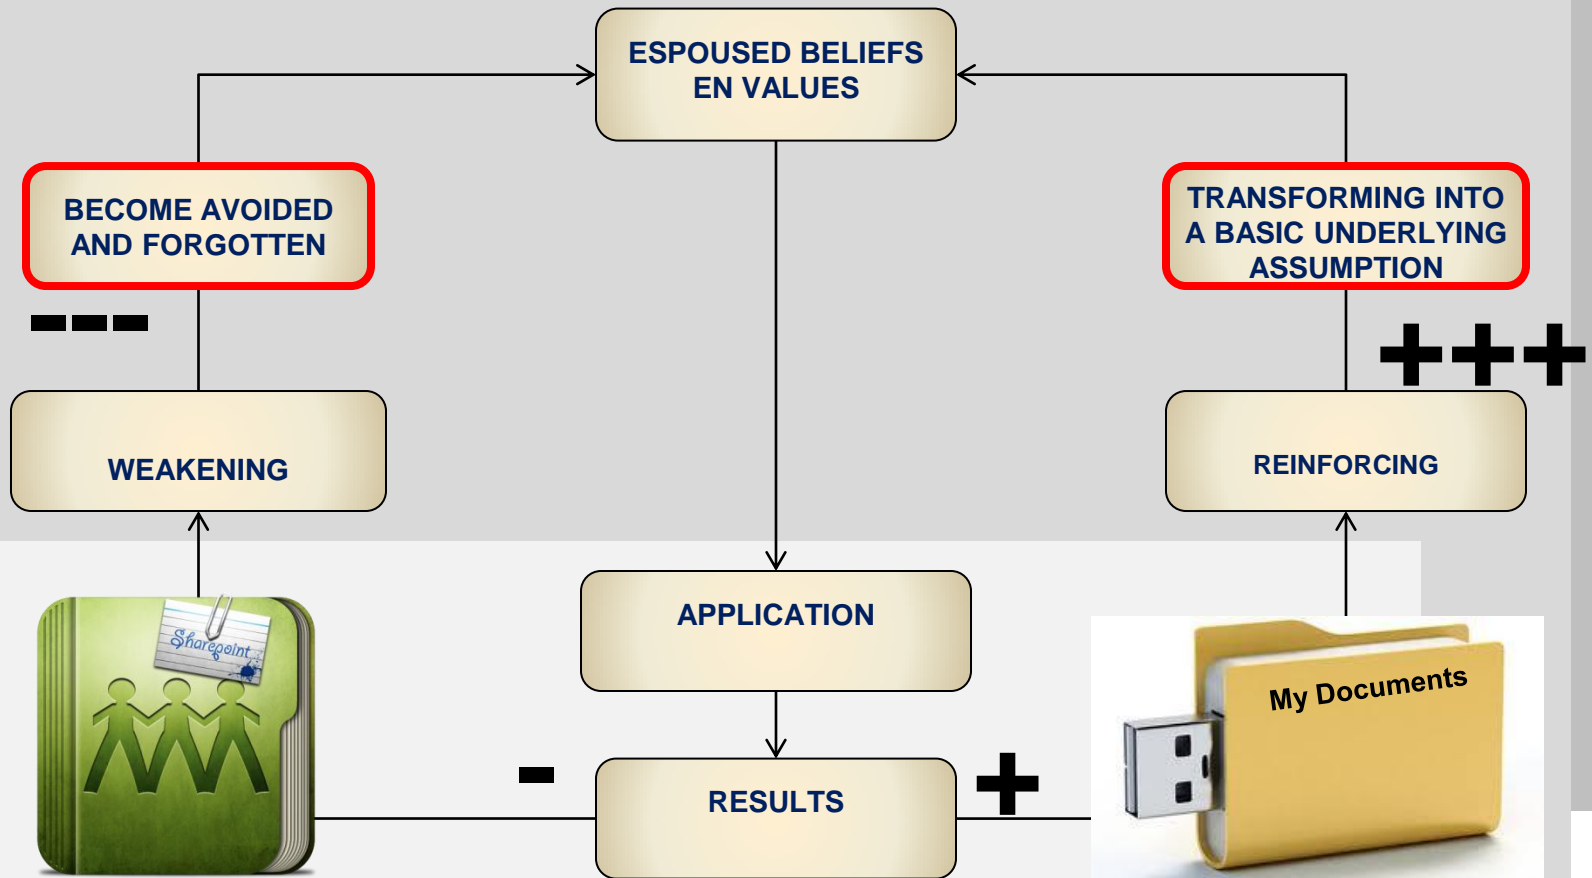 ESPOUSED BELIEFS
EN VALUES
BECOME AVOIDED
AND FORGOTTEN
TRANSFORMING INTO
A BASIC UNDERLYING
ASSUMPTION
---
+++
WEAKENING
REINFORCING
APPLICATION
Sharepoint
My Documents
-
RESULTS
+